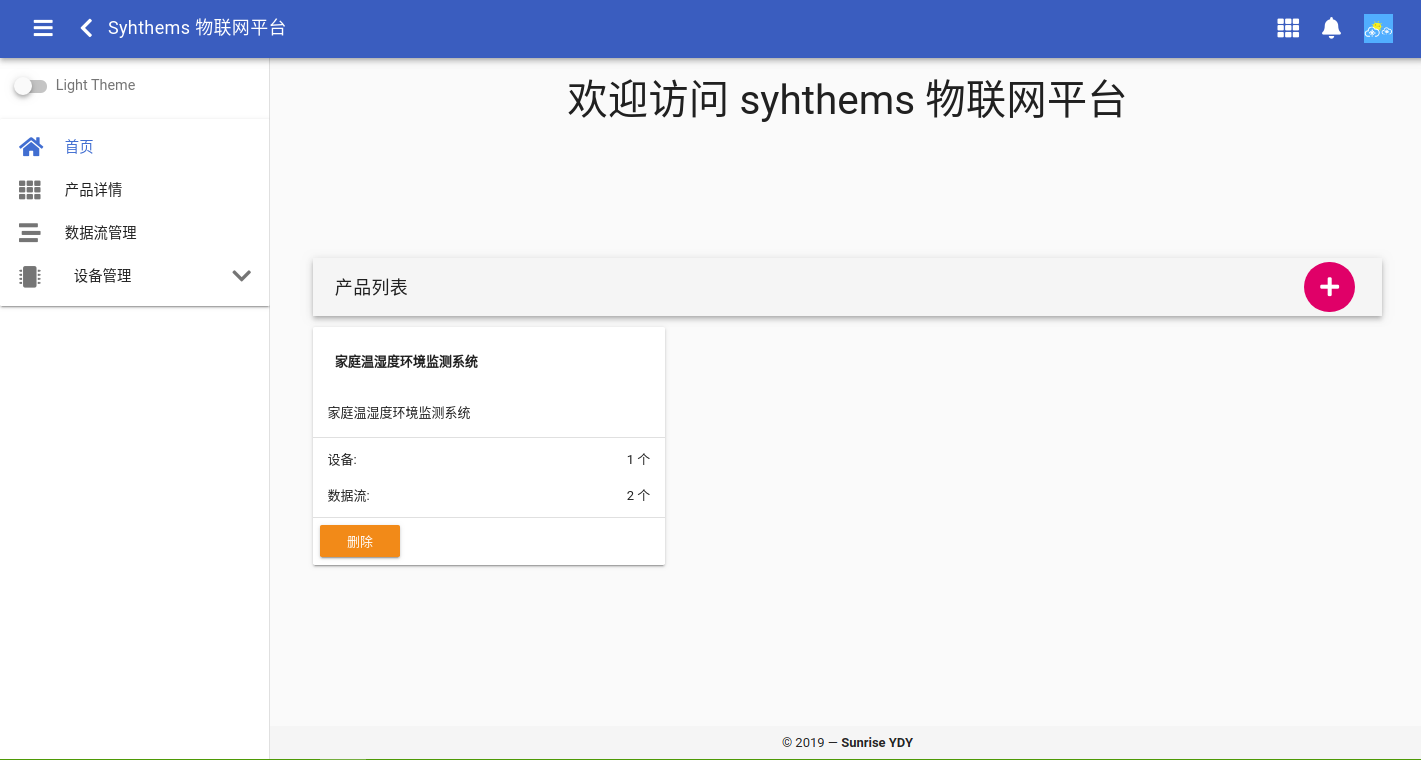 Syhthems 物联网平台
Light Theme
首页
产品详情
数据流管理
设备管理
欢迎访问 syhthems 物联网平台
产品列表
家庭温湿度环境监测系统
家庭温湿度环境监测系统
设备: 1 个
数据流: 2 个
删除
© 2019 — Sunrise YDY